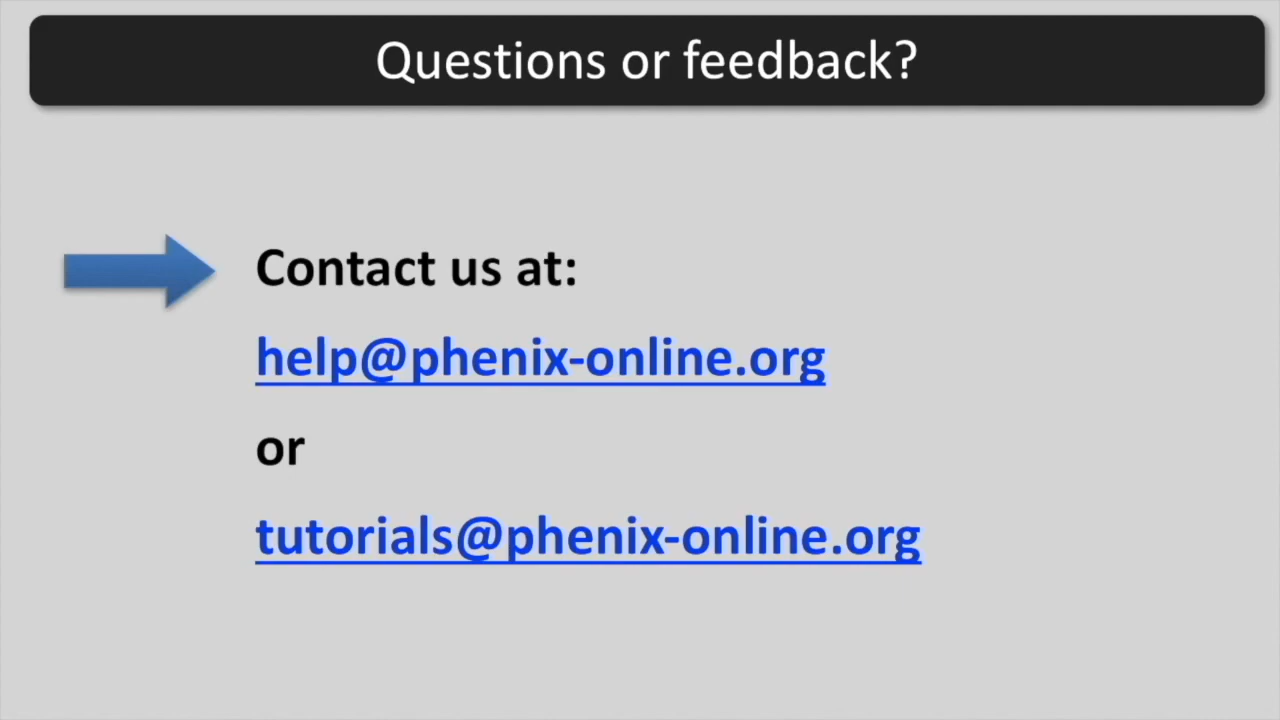 Questions or feedback?
Contact us at:
help@phenix-online.org
or
tutorials@phenix-online.org